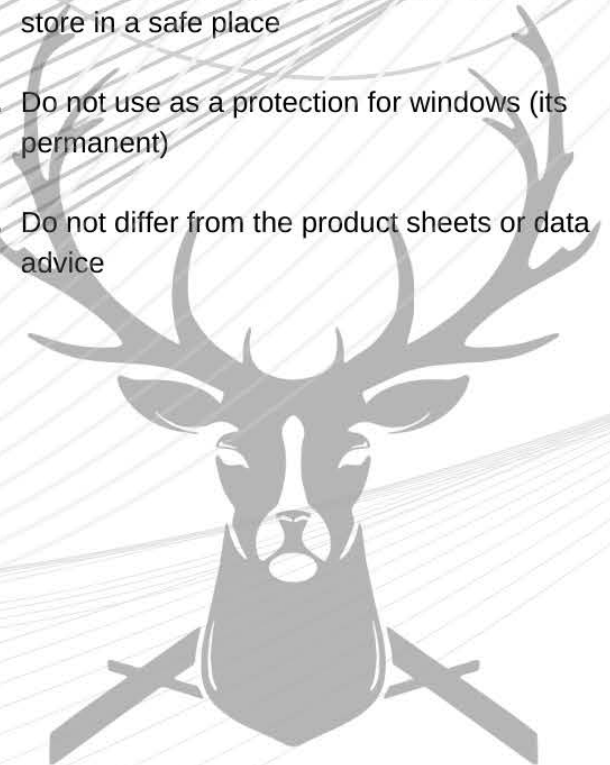 store in a safe place
Do not use as a protection for windows (its
permanent)
Do not differ from the product sheets or data
advice